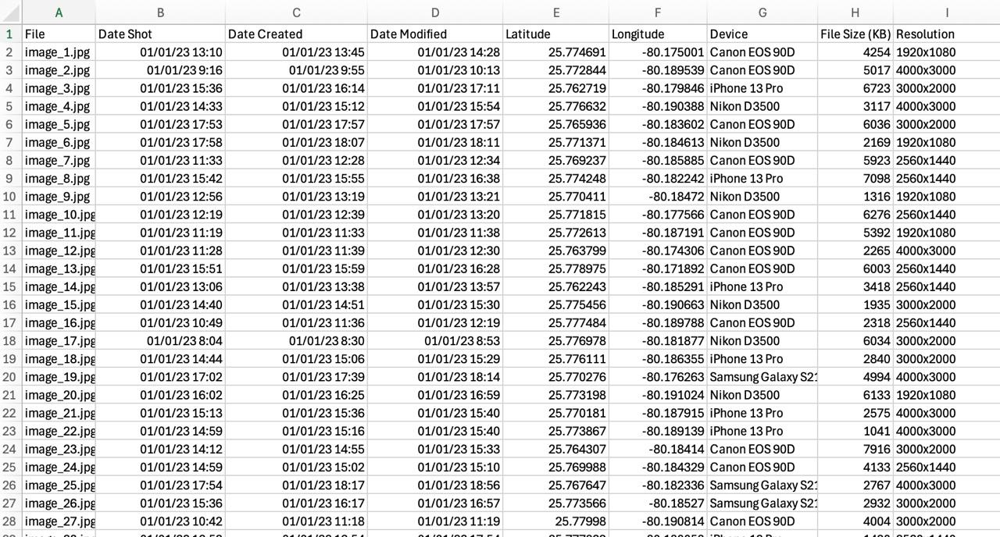 A B C D E F G H I
1 File Date Shot Date Created Date Modified Latitude Longitude Device File Size (KB) Resolution
2 image_1.jpg 01/01/23 13:10 01/01/23 13:45 01/01/23 14:28 25.774691 -80.175001 Canon EOS 90D 4254 1920x1080
3 image_2.jpg 01/01/23 9:16 01/01/23 9:55 01/01/23 10:13 25.772844 -80.189539 Canon EOS 90D 5017 4000x3000
4 image_3.jpg 01/01/23 15:36 01/01/23 16:14 01/01/23 17:11 25.762719 -80.179846 iPhone 13 Pro 6723 3000x2000
5 image_4.jpg 01/01/23 14:33 01/01/23 15:12 01/01/23 15:54 25.776632 -80.190388 Nikon D3500 3117 4000x3000
6 image_5.jpg 01/01/23 17:53 01/01/23 17:57 01/01/23 17:57 25.765936 -80.183602 Canon EOS 90D 6036 3000x2000
7 image_6.jpg 01/01/23 17:58 01/01/23 18:07 01/01/23 18:11 25.771371 -80.184613 Nikon D3500 2169 1920x1080
8 image_7.jpg 01/01/23 11:33 01/01/23 12:28 01/01/23 12:34 25.769237 -80.185885 Canon EOS 90D 5923 2560x1440
9 image_8.jpg 01/01/23 15:42 01/01/23 15:55 01/01/23 16:38 25.774248 -80.182242 iPhone 13 Pro 7098 2560x1440
10 image_9.jpg 01/01/23 12:56 01/01/23 13:19 01/01/23 13:21 25.770411 -80.18472 Nikon D3500 1316 1920x1080
11 image_10.jpg 01/01/23 12:19 01/01/23 12:39 01/01/23 13:20 25.771815 -80.177566 Canon EOS 90D 6276 2560x1440
12 image_11.jpg 01/01/23 11:19 01/01/23 11:33 01/01/23 11:38 25.772613 -80.187191 Canon EOS 90D 5392 1920x1080
13 image_12.jpg 01/01/23 11:28 01/01/23 11:39 01/01/23 12:30 25.763799 -80.174306 Canon EOS 90D 2265 4000x3000
14 image_13.jpg 01/01/23 15:51 01/01/23 15:59 01/01/23 16:28 25.778975 -80.171892 Canon EOS 90D 6003 2560x1440
15 image_14.jpg 01/01/23 13:06 01/01/23 13:38 01/01/23 13:57 25.762243 -80.185291 iPhone 13 Pro 3418 2560x1440
16 image_15.jpg 01/01/23 14:40 01/01/23 14:51 01/01/23 15:30 25.775456 -80.190663 Nikon D3500 1935 3000x2000
17 image_16.jpg 01/01/23 10:49 01/01/23 11:36 01/01/23 12:19 25.777484 -80.189788 Canon EOS 90D 2318 2560x1440
18 image_17.jpg 01/01/23 8:04 01/01/23 8:30 01/01/23 8:53 25.776978 -80.181877 Nikon D3500 6034 3000x2000
19 image_18.jpg 01/01/23 14:44 01/01/23 15:06 01/01/23 15:29 25.776111 -80.186355 iPhone 13 Pro 2840 3000x2000
20 image_19.jpg 01/01/23 17:02 01/01/23 17:39 01/01/23 18:14 25.770276 -80.176263 Samsung Galaxy S21 4994 4000x3000
21 image_20.jpg 01/01/23 16:02 01/01/23 16:25 01/01/23 16:59 25.773198 -80.191024 Nikon D3500 6133 1920x1080
22 image_21.jpg 01/01/23 15:13 01/01/23 15:36 01/01/23 15:40 25.770181 -80.187915 iPhone 13 Pro 2575 4000x3000
23 image_22.jpg 01/01/23 14:59 01/01/23 15:16 01/01/23 15:40 25.773867 -80.189139 iPhone 13 Pro 1041 4000x3000
24 image_23.jpg 01/01/23 14:12 01/01/23 14:55 01/01/23 15:33 25.764307 -80.18414 Canon EOS 90D 7916 3000x2000
25 image_24.jpg 01/01/23 14:59 01/01/23 15:02 01/01/23 15:10 25.769988 -80.184329 Canon EOS 90D 4133 2560x1440
26 image_25.jpg 01/01/23 17:54 01/01/23 18:17 01/01/23 18:56 25.767647 -80.182336 Samsung Galaxy S21 2767 4000x3000
27 image_26.jpg 01/01/23 15:36 01/01/23 16:17 01/01/23 16:57 25.773566 -80.18527 Samsung Galaxy S21 2932 3000x2000
28 image_27.jpg 01/01/23 10:42 01/01/23 11:18 01/01/23 11:19 25.77998 -80.190814 Canon EOS 90D 4004 3000x2000